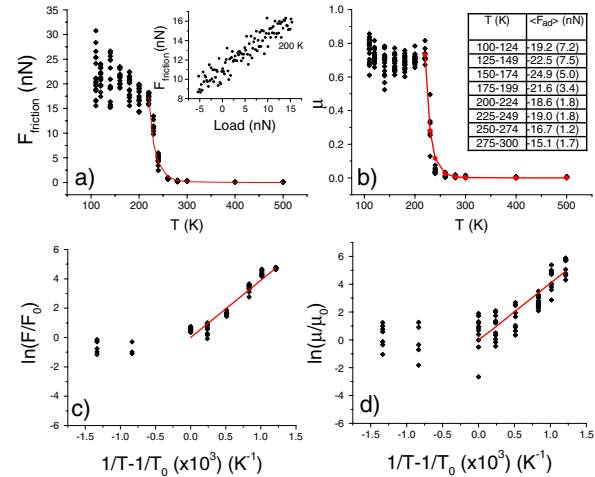 35
30
25
20
15
10
5
0
F_friction (nN)
100 200 300 400 500
T (K)
a)
16
14
12
10
8
F_friction (nN)
-5 0 5 10 15
Load (nN)
200 K
1.0
0.8
0.6
0.4
0.2
0.0
μ
100 200 300 400 500
T (K)
b)
T (K) <F_ad> (nN)
100-124 -19.2 (7.2)
125-149 -22.5 (7.5)
150-174 -24.9 (5.0)
175-199 -21.6 (3.4)
200-224 -18.6 (1.8)
225-249 -19.0 (1.8)
250-274 -16.7 (1.2)
275-300 -15.1 (1.7)
6
4
2
0
-2
-4
-6
ln(F/F_0)
-1.5 -1.0 -0.5 0.0 0.5 1.0 1.5
1/T-1/T_0 (x10^3) (K^-1)
c)
6
4
2
0
-2
-4
-6
ln(μ/μ_0)
-1.5 -1.0 -0.5 0.0 0.5 1.0 1.5
1/T-1/T_0 (x10^3) (K^-1)
d)